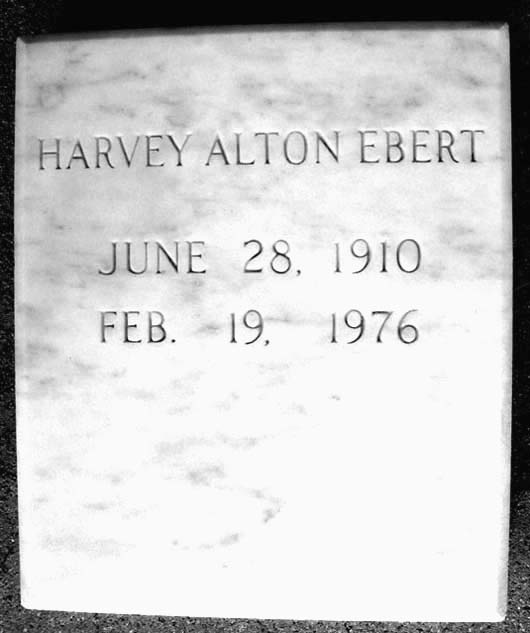 HARVEY ALTON EBERT
JUNE 28, 1910
FEB. 19, 1976